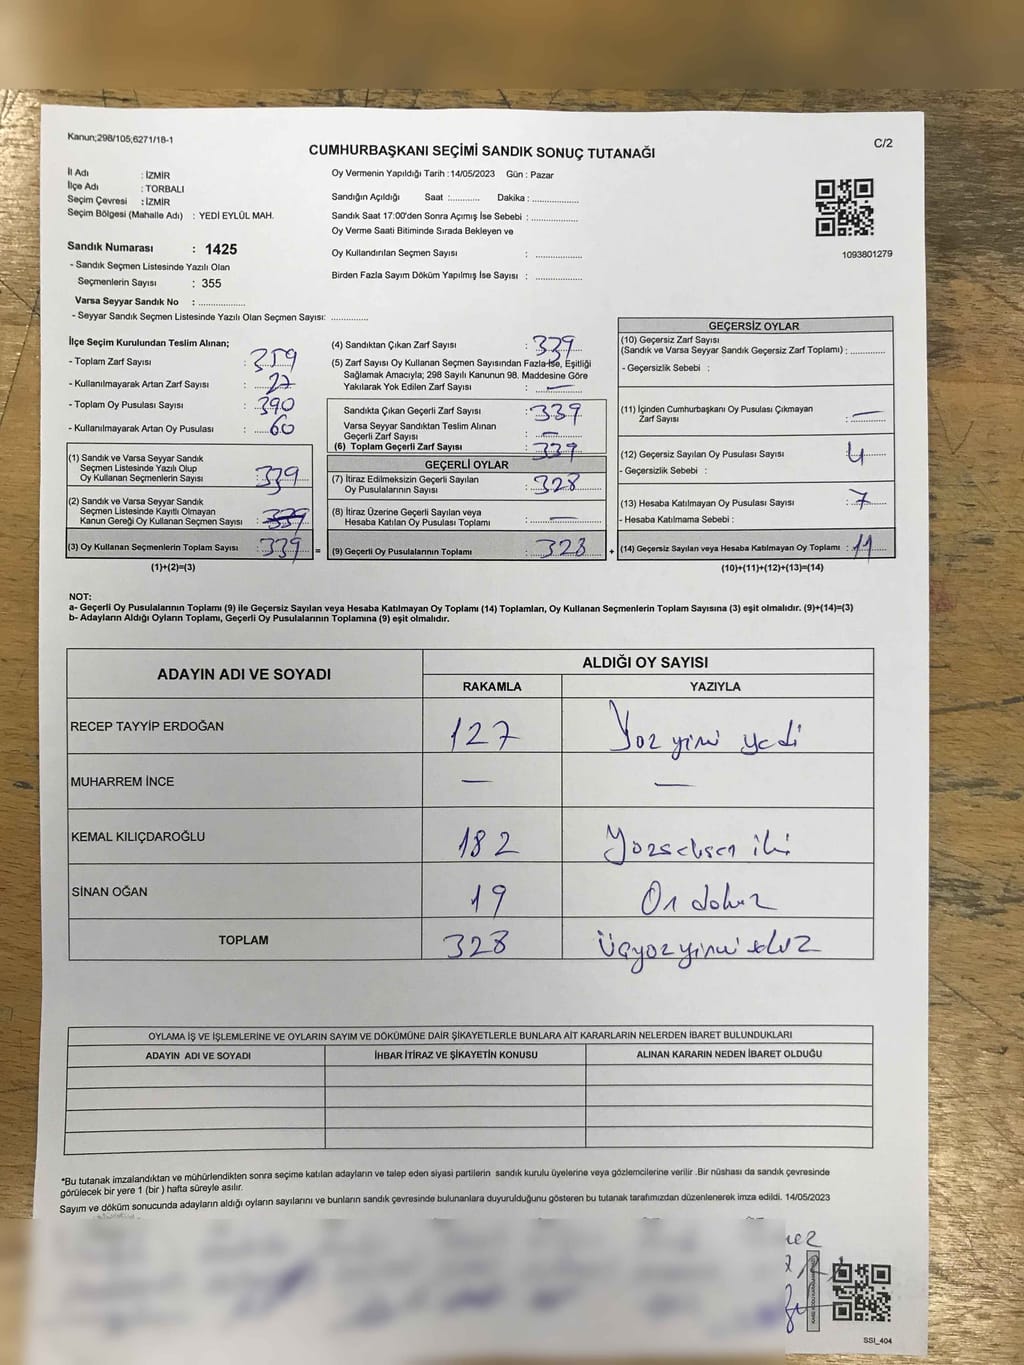 Kanun;298/105,6271/18-1
C/2
CUMHURBAŞKANI SEÇİMİ SANDIK SONUÇ TUTANAĞI
İl Adı : İZMİR
İlçe Adı : TORBALI
Seçim Çevresi : İZMİR
Seçim Bölgesi (Mahalle Adı) : YEDİ EYLÜL MAH.
Sandık Numarası : 1425
- Sandık Seçmen Listesinde Yazılı Olan
Seçmenlerin Sayısı : 355
Varsa Seyyar Sandık No : ..................
- Seyyar Sandık Seçmen Listesinde Yazılı Olan Seçmen Sayısı: ..............
Oy Vermenin Yapıldığı Tarih : 14/05/2023 Gün : Pazar
Sandığın Açıldığı Saat :........... Dakika : ..................
Sandık Saat 17:00'den Sonra Açımış İse Sebebi : ..................
Oy Verme Saati Bitiminde Sırada Bekleyen ve
Oy Kullandırılan Seçmen Sayısı : ..................
Birden Fazla Sayım Döküm Yapılmış İse Sayısı : ..................
1093801279
İlçe Seçim Kurulundan Teslim Alınan;
- Toplam Zarf Sayısı : 359
- Kullanılmayarak Artan Zarf Sayısı :
- Toplam Oy Pusulası Sayısı : 390
- Kullanılmayarak Artan Oy Pusulası : 60
(1) Sandık ve Varsa Seyyar Sandık
Seçmen Listesinde Yazılı Olup
Oy Kullanan Seçmenlerin Sayısı : 339
(2) Sandık ve Varsa Seyyar Sandık
Seçmen Listesinde Kayıtlı Olmayan
Kanun Gereği Oy Kullanan Seçmen Sayısı : 339
(3) Oy Kullanan Seçmenlerin Toplam Sayısı : 339 =
(1)+(2)=(3)
(4) Sandıktan Çıkan Zarf Sayısı : 339
(5) Zarf Sayısı Oy Kullanan Seçmen Sayısından Fazla İse, Eşitliği
Sağlamak Amacıyla; 298 Sayılı Kanunun 98. Maddesine Göre
Yakılarak Yok Edilen Zarf Sayısı : —
Sandıkta Çıkan Geçerli Zarf Sayısı : 339
Varsa Seyyar Sandıktan Teslim Alınan
Geçerli Zarf Sayısı : —
(6) Toplam Geçerli Zarf Sayısı : 339
GEÇERLİ OYLAR
(7) İtiraz Edilmeksizin Geçerli Sayılan
Oy Pusulalarının Sayısı : 328
(8) İtiraz Üzerine Geçerli Sayılan veya
Hesaba Katılan Oy Pusulası Toplamı : —
(9) Geçerli Oy Pusulalarının Toplamı : 328 +
GEÇERSİZ OYLAR
(10) Geçersiz Zarf Sayısı
(Sandık ve Varsa Seyyar Sandık Geçersiz Zarf Toplamı) : .............
- Geçersizlik Sebebi :
(11) İçinden Cumhurbaşkanı Oy Pusulası Çıkmayan
Zarf Sayısı : —
(12) Geçersiz Sayılan Oy Pusulası Sayısı : 4
- Geçersizlik Sebebi :
(13) Hesaba Katılmayan Oy Pusulası Sayısı : 7
- Hesaba Katılmama Sebebi :
(14) Geçersiz Sayılan veya Hesaba Katılmayan Oy Toplamı : 11
(10)+(11)+(12)+(13)=(14)
NOT:
a- Geçerli Oy Pusulalarının Toplamı (9) ile Geçersiz Sayılan veya Hesaba Katılmayan Oy Toplamı (14) Toplamları, Oy Kullanan Seçmenlerin Toplam Sayısına (3) eşit olmalıdır. (9)+(14)=(3)
b- Adayların Aldığı Oyların Toplamı, Geçerli Oy Pusulalarının Toplamına (9) eşit olmalıdır.
ADAYIN ADI VE SOYADI
ALDIĞI OY SAYISI
RAKAMLA YAZIYLA
RECEP TAYYİP ERDOĞAN 127 Yüz yirmi yedi
MUHARREM İNCE — —
KEMAL KILIÇDAROĞLU 182 Yüzseksen iki
SİNAN OĞAN 19 On dokuz
TOPLAM 328 Üçyüzyirmi
OYLAMA İŞ VE İŞLEMLERİNE VE OYLARIN SAYIM VE DÖKÜMÜNE DAİR ŞİKAYETLERLE BUNLARA AİT KARARLARIN NELERDEN İBARET BULUNDUKLARI
ADAYIN ADI VE SOYADI İHBAR İTİRAZ VE ŞİKAYETİN KONUSU ALINAN KARARIN NEDEN İBARET OLDUĞU
*Bu tutanak imzalandıktan ve mühürlendikten sonra seçime katılan adayların ve talep eden siyasi partilerin sandık kurulu üyelerine veya gözlemcilerine verilir .Bir nüshası da sandık çevresinde
görülecek bir yere 1 (bir ) hafta süreyle asılır.
Sayım ve döküm sonucunda adayların aldığı oyların sayılarını ve bunların sandık çevresinde bulunanlara duyurulduğunu gösteren bu tutanak tarafımızdan düzenlenerek imza edildi. 14/05/2023
SSI_404